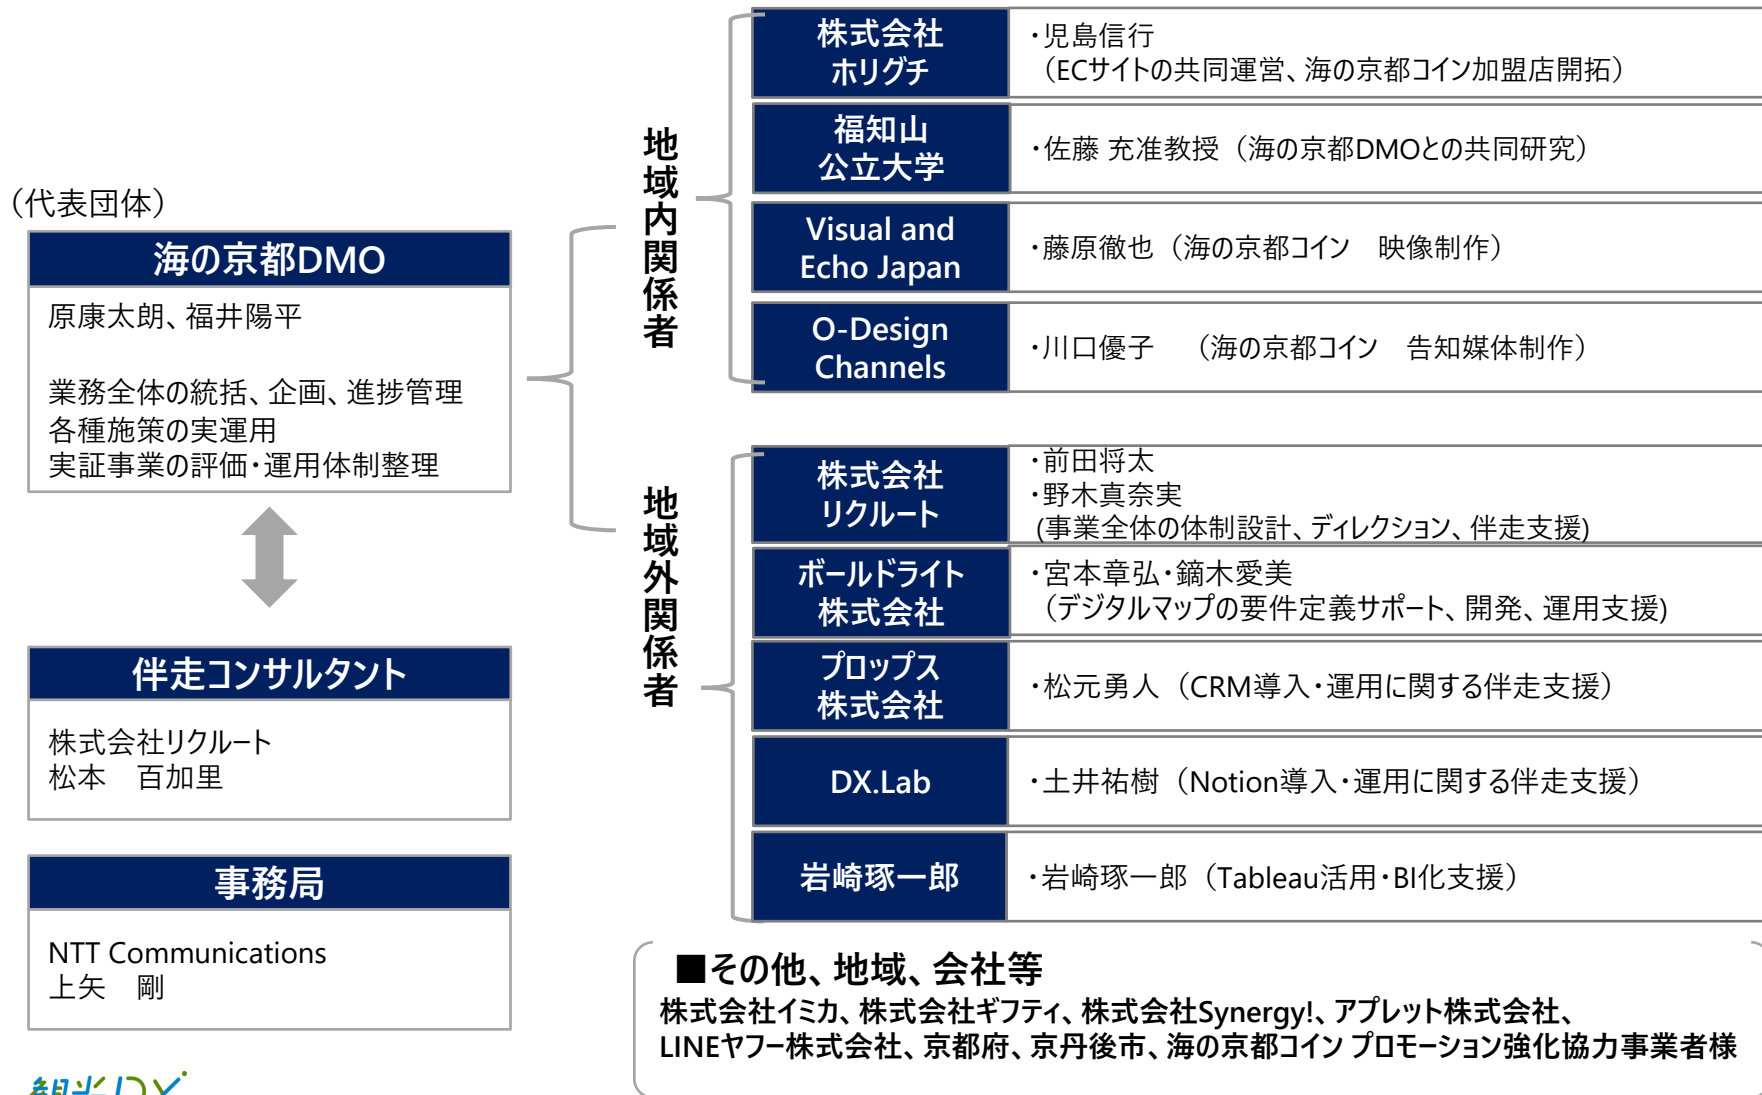 （代表団体）
海の京都DMO
原康太朗、福井陽平
業務全体の統括、企画、進捗管理
各種施策の実運用
実証事業の評価・運用体制整理
伴走コンサルタント
株式会社リクルート
松本　百加里
事務局
NTT Communications
上矢　剛
地域内関係者
株式会社
ホリグチ
・児島信行
（ECサイトの共同運営、海の京都コイン加盟店開拓）
福知山
公立大学
・佐藤 充准教授（海の京都DMOとの共同研究）
Visual and
Echo Japan
・藤原徹也（海の京都コイン　映像制作）
O-Design
Channels
・川口優子　（海の京都コイン　告知媒体制作）
地域外関係者
株式会社
リクルート
・前田将太
・野木真奈実
(事業全体の体制設計、ディレクション、伴走支援)
ボールドライト
株式会社
・宮本章弘・鏑木愛美
（デジタルマップの要件定義サポート、開発、運用支援)
プロップス
株式会社
・松元勇人（CRM導入・運用に関する伴走支援）
DX.Lab
・土井祐樹（Notion導入・運用に関する伴走支援）
岩崎琢一郎
・岩崎琢一郎（Tableau活用・BI化支援）
■その他、地域、会社等
株式会社イミカ、株式会社ギフティ、株式会社Synergy!、アプレット株式会社、
LINEヤフー株式会社、京都府、京丹後市、海の京都コイン プロモーション強化協力事業者様
観光DX